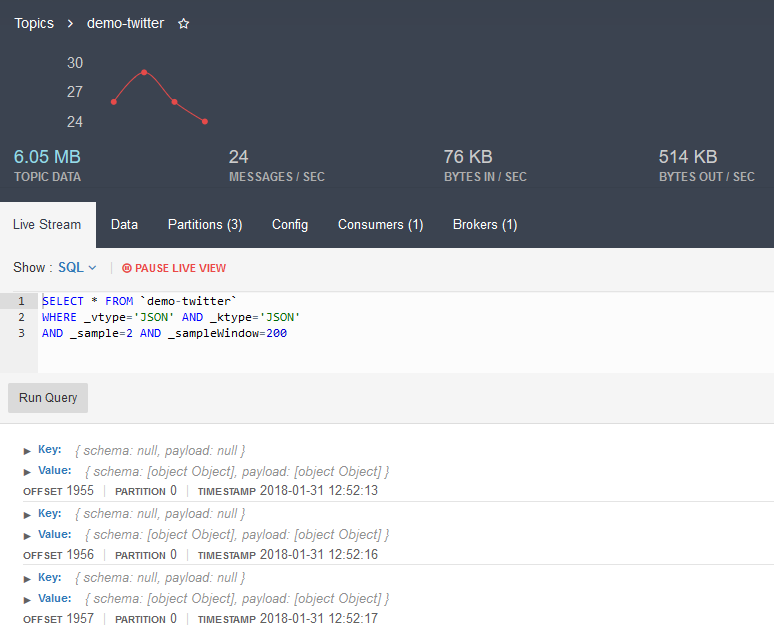 Topics > demo-twitter
30
27
24
6.05 MB 24 76 KB 514 KB
TOPIC DATA MESSAGES / SEC BYTES IN / SEC BYTES OUT / SEC
Live Stream Data Partitions (3) Config Consumers (1) Brokers (1)
Show : SQL PAUSE LIVE VIEW
1 SELECT * FROM `demo-twitter`
2 WHERE _vtype='JSON' AND _ktype='JSON'
3 AND _sample=2 AND _sampleWindow=200
Run Query
Key: { schema: null, payload: null }
Value: { schema: [object Object], payload: [object Object] }
OFFSET 1955 | PARTITION 0 | TIMESTAMP 2018-01-31 12:52:13
Key: { schema: null, payload: null }
Value: { schema: [object Object], payload: [object Object] }
OFFSET 1956 | PARTITION 0 | TIMESTAMP 2018-01-31 12:52:16
Key: { schema: null, payload: null }
Value: { schema: [object Object], payload: [object Object] }
OFFSET 1957 | PARTITION 0 | TIMESTAMP 2018-01-31 12:52:17